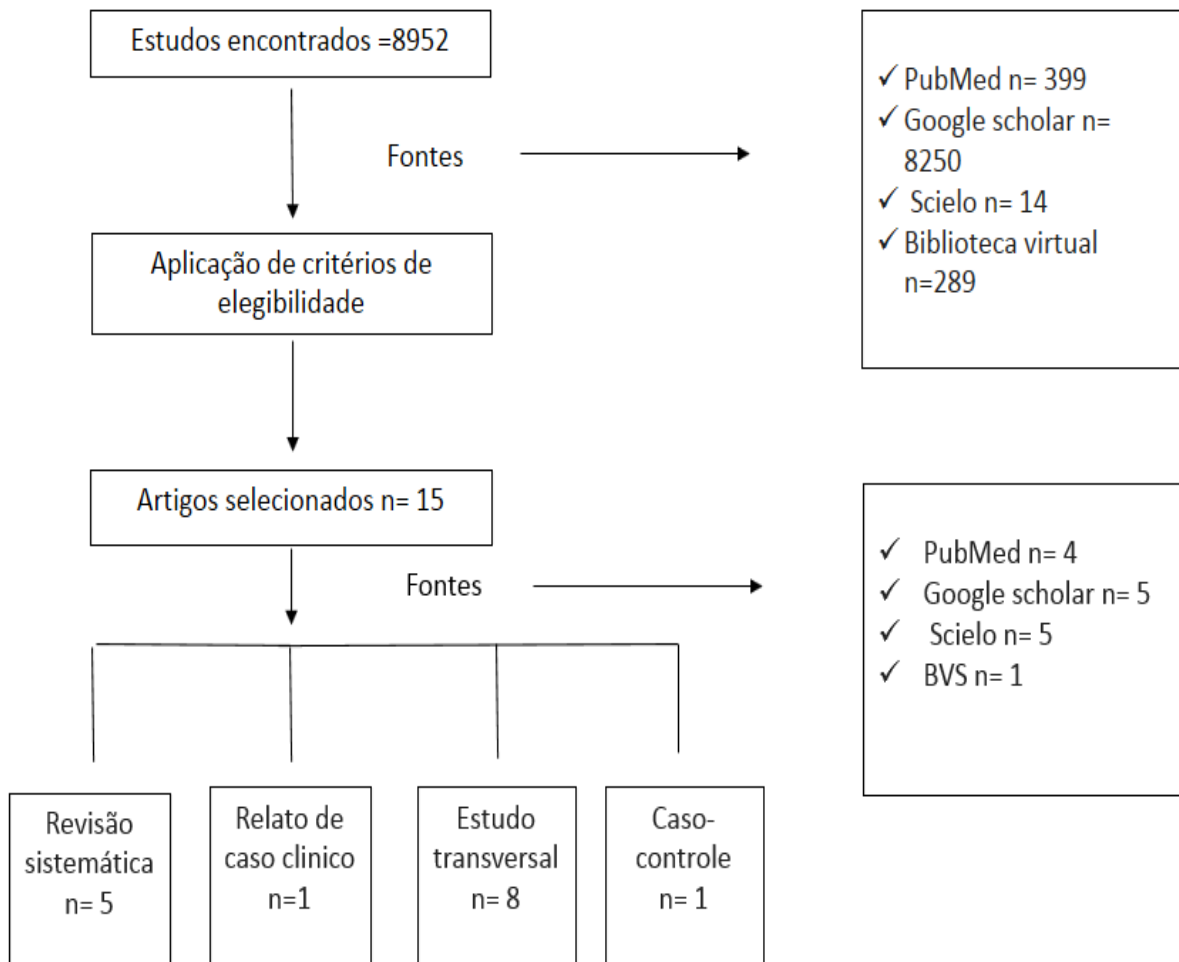 Estudos encontrados =8952
✓ PubMed n= 399
✓ Google scholar n=
8250
✓ Scielo n= 14
✓ Biblioteca virtual
n=289
Fontes
Aplicação de critérios de
elegibilidade
Artigos selecionados n= 15
Fontes
✓ PubMed n= 4
✓ Google scholar n= 5
✓ Scielo n= 5
✓ BVS n= 1
Revisão
sistemática
n= 5
Relato de
caso clinico
n=1
Estudo
transversal
n= 8
Caso-
controle
n= 1